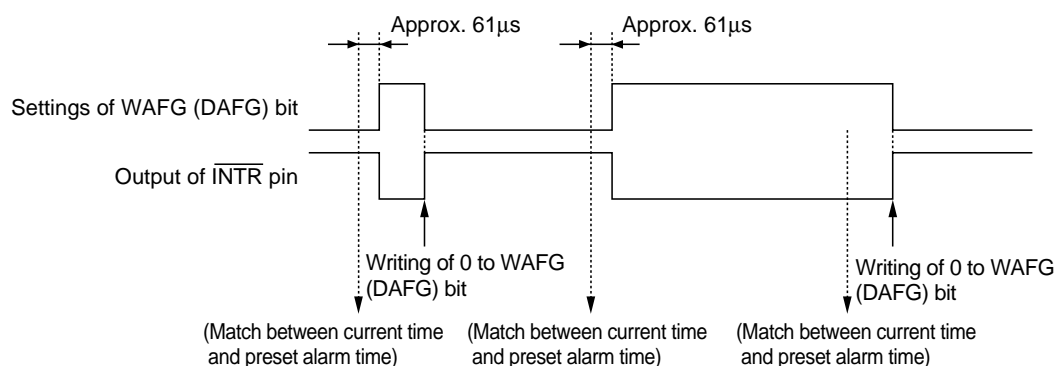 Approx. 61μs
Approx. 61μs
Settings of WAFG (DAFG) bit
Output of INTR pin
Writing of 0 to WAFG
(DAFG) bit
Writing of 0 to WAFG
(DAFG) bit
(Match between current time
and preset alarm time)
(Match between current time
and preset alarm time)
(Match between current time
and preset alarm time)